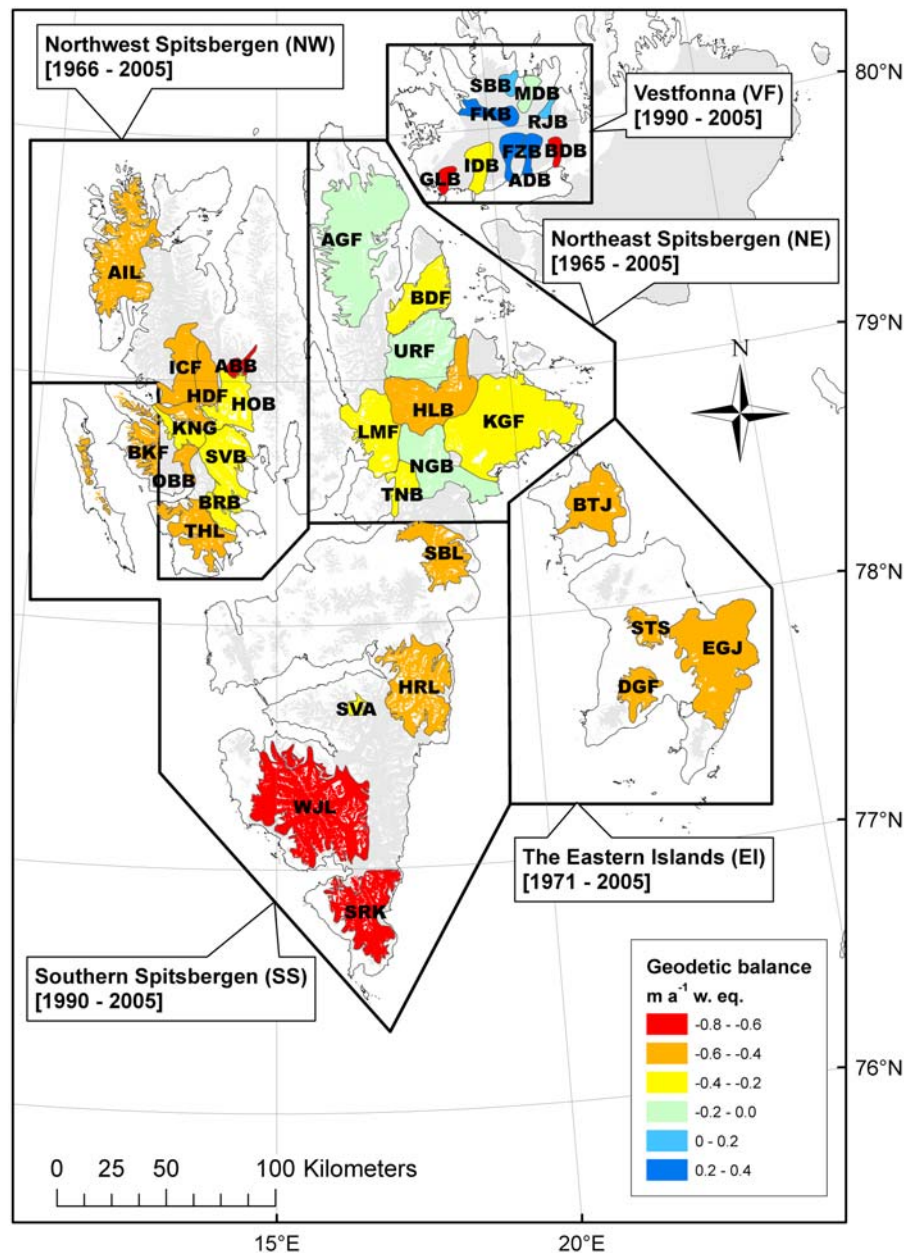 Northwest Spitsbergen (NW)
[1966 - 2005]
80°N
SBB
MDB
FKB
RJB
Vestfonna (VF)
[1990 - 2005]
FZB
BDB
IDB
GLB
ADB
AGF
Northeast Spitsbergen (NE)
[1965 - 2005]
AIL
BDF
79°N
URF
ICF
ABB
N
HDF
HOB
HLB
KNG
LMF
KGF
BKF
SVB
NGB
OBB
TNB
BRB
BTJ
THL
SBL
78°N
STS
EGJ
HRL
DGF
SVA
WJL
77°N
The Eastern Islands (EI)
[1971 - 2005]
SRK
Southern Spitsbergen (SS)
[1990 - 2005]
Geodetic balance
m a⁻¹ w. eq.
-0.8 - -0.6
-0.6 - -0.4
-0.4 - -0.2
-0.2 - 0.0
0 - 0.2
0.2 - 0.4
76°N
0 25 50 100 Kilometers
15°E
20°E